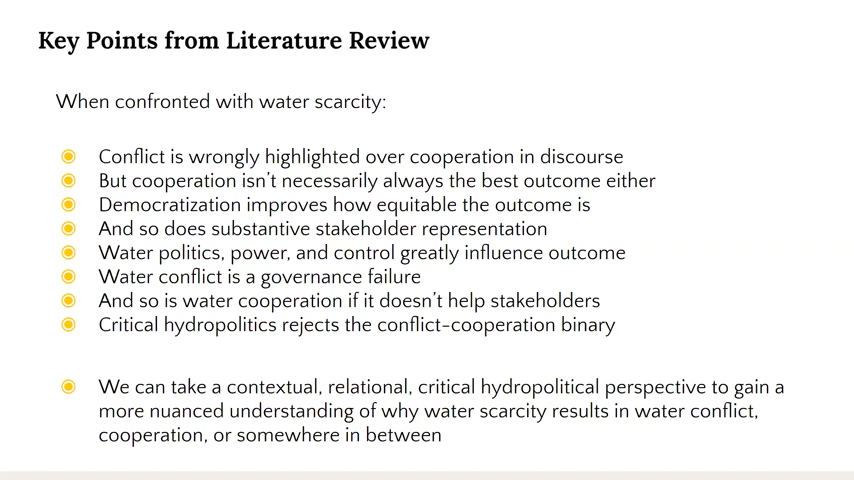 Key Points from Literature Review
When confronted with water scarcity:
Conflict is wrongly highlighted over cooperation in discourse
But cooperation isn't necessarily always the best outcome either
Democratization improves how equitable the outcome is
And so does substantive stakeholder representation
Water politics, power, and control greatly influence outcome
Water conflict is a governance failure
And so is water cooperation if it doesn't help stakeholders
Critical hydropolitics rejects the conflict-cooperation binary
We can take a contextual, relational, critical hydropolitical perspective to gain a
more nuanced understanding of why water scarcity results in water conflict,
cooperation, or somewhere in between